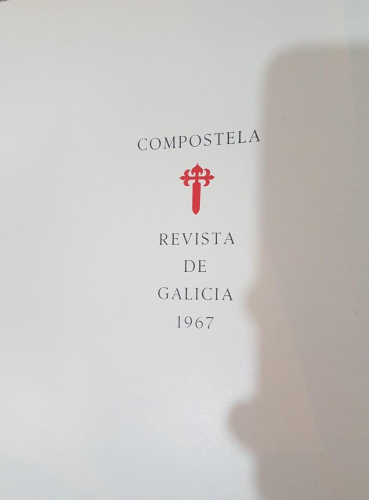 COMPOSTELA
REVISTA
DE
GALICIA
1967